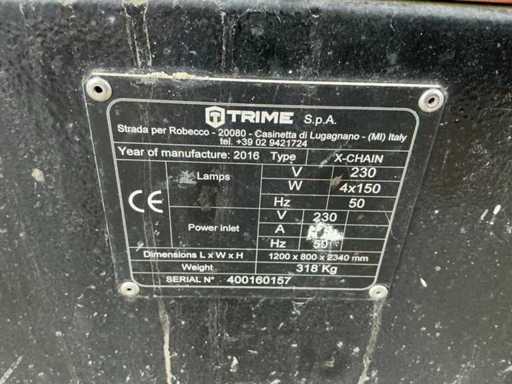 TRIME S.p.A.
Strada per Robecco - 20080 - Casinetta di Lugagnano - (MI) Italy
tel. +39 02 9421724
Year of manufacture: 2016 Type X-CHAIN
Lamps V 230
W 4x150
Hz 50
CE
Power inlet V 230
A
Hz 50
Dimensions L x W x H 1200 x 800 x 2340 mm
Weight 318 Kg
SERIAL N° 400160157